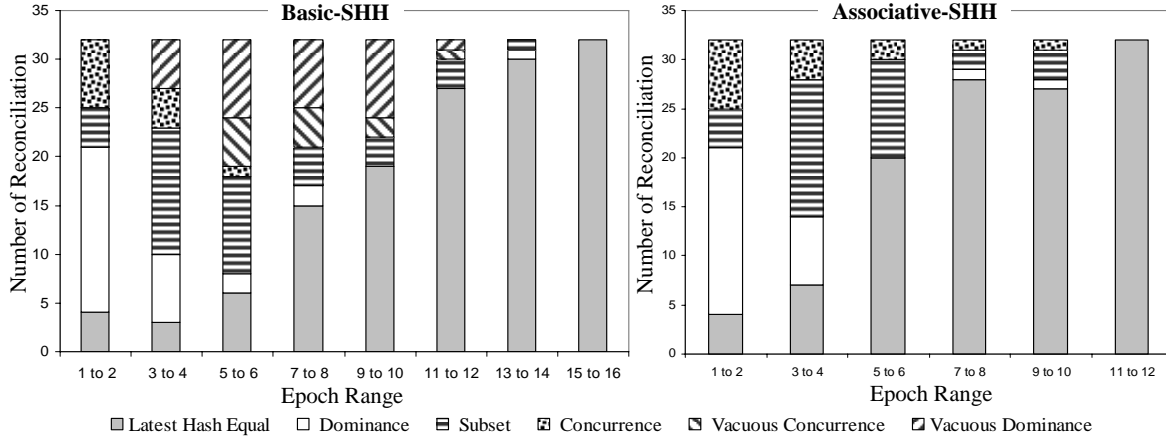 Basic-SHH
Number of Reconciliation
35
30
25
20
15
10
5
0
1 to 2 3 to 4 5 to 6 7 to 8 9 to 10 11 to 12 13 to 14 15 to 16
Epoch Range
Associative-SHH
Number of Reconciliation
35
30
25
20
15
10
5
0
1 to 2 3 to 4 5 to 6 7 to 8 9 to 10 11 to 12
Epoch Range
Latest Hash Equal Dominance Subset Concurrence Vacuous Concurrence Vacuous Dominance